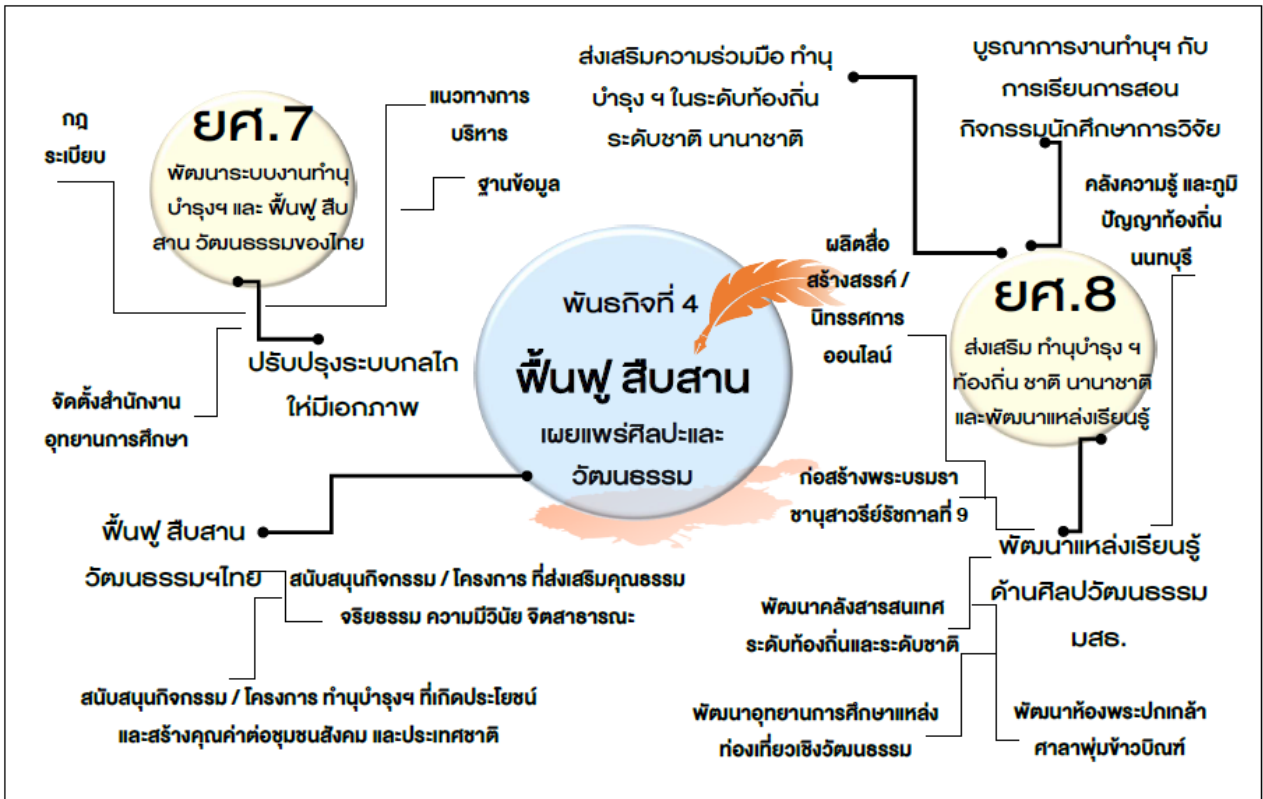 กฎ
ระเบียบ
ยศ.7
พัฒนาระบบงานทำนุ
บำรุงฯ และ ฟื้นฟู สืบ
สาน วัฒนธรรมของไทย
แนวทางการ
บริหาร
ฐานข้อมูล
ปรับปรุงระบบกลไก
ให้มีเอกภาพ
จัดตั้งสำนักงาน
อุทยานการศึกษา
ส่งเสริมความร่วมมือ ทำนุ
บำรุง ฯ ในระดับท้องถิ่น
ระดับชาติ นานาชาติ
บูรณาการงานทำนุฯ กับ
การเรียนการสอน
กิจกรรมนักศึกษาการวิจัย
คลังความรู้ และภูมิ
ปัญญาท้องถิ่น
นนทบุรี
ผลิตสื่อ
สร้างสรรค์ /
นิทรรศการ
ออนไลน์
ยศ.8
ส่งเสริม ทำนุบำรุง ฯ
ท้องถิ่น ชาติ นานาชาติ
และพัฒนาแหล่งเรียนรู้
พันธกิจที่ 4
ฟื้นฟู สืบสาน
เผยแพร่ศิลปะและ
วัฒนธรรม
ก่อสร้างพระบรมรา
ชานุสาวรีย์รัชกาลที่ 9
พัฒนาแหล่งเรียนรู้
ด้านศิลปวัฒนธรรม
มสธ.
ฟื้นฟู สืบสาน
วัฒนธรรมฯไทย
สนับสนุนกิจกรรม / โครงการ ที่ส่งเสริมคุณธรรม
จริยธรรม ความมีวินัย จิตสาธารณะ
สนับสนุนกิจกรรม / โครงการ ทำนุบำรุงฯ ที่เกิดประโยชน์
และสร้างคุณค่าต่อชุมชนสังคม และประเทศชาติ
พัฒนาคลังสารสนเทศ
ระดับท้องถิ่นและระดับชาติ
พัฒนาอุทยานการศึกษาแหล่ง
ท่องเที่ยวเชิงวัฒนธรรม
พัฒนาห้องพระปกเกล้า
ศาลาพุ่มข้าวบิณฑ์